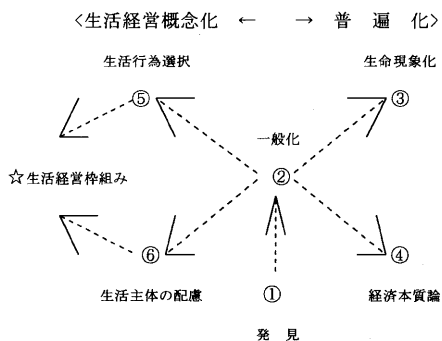 <生活経営概念化 ← → 普遍化>
生活行為選択
生命現象化
⑤
③
一般化
☆生活経営枠組み
②
⑥
④
生活主体の配慮
①
経済本質論
発見